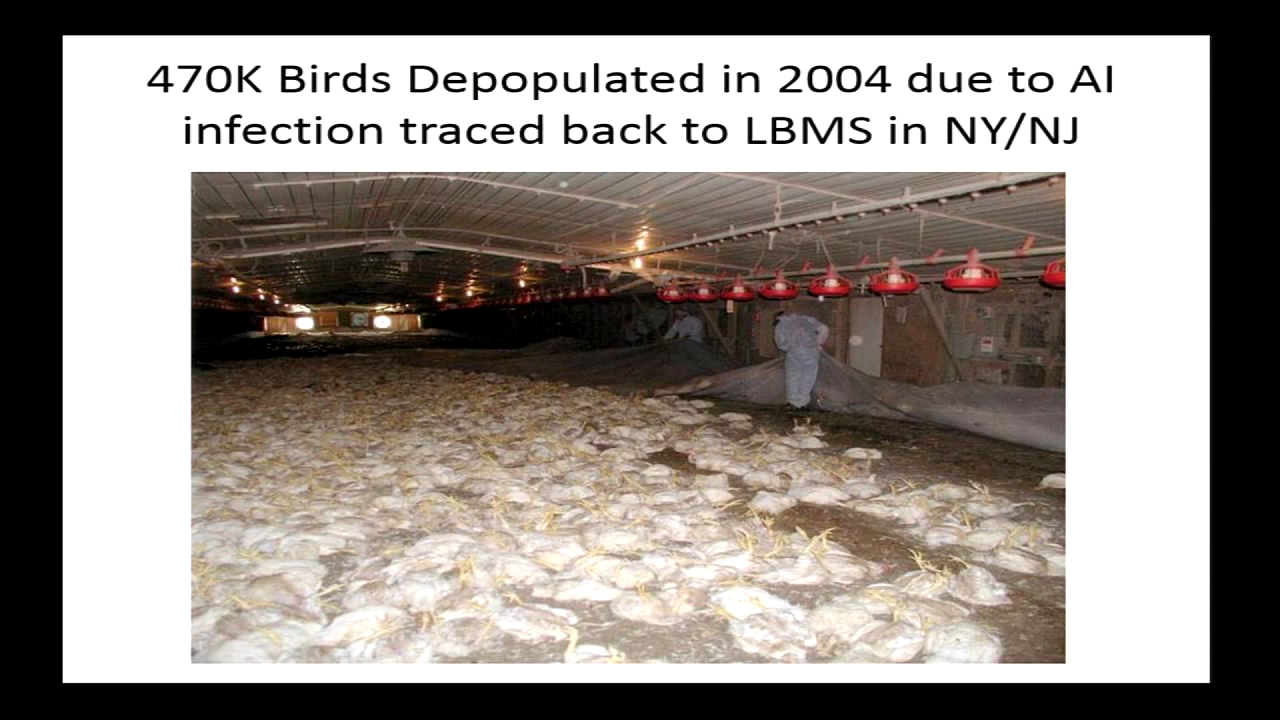 470K Birds Depopulated in 2004 due to AI
infection traced back to LBMS in NY/NJ